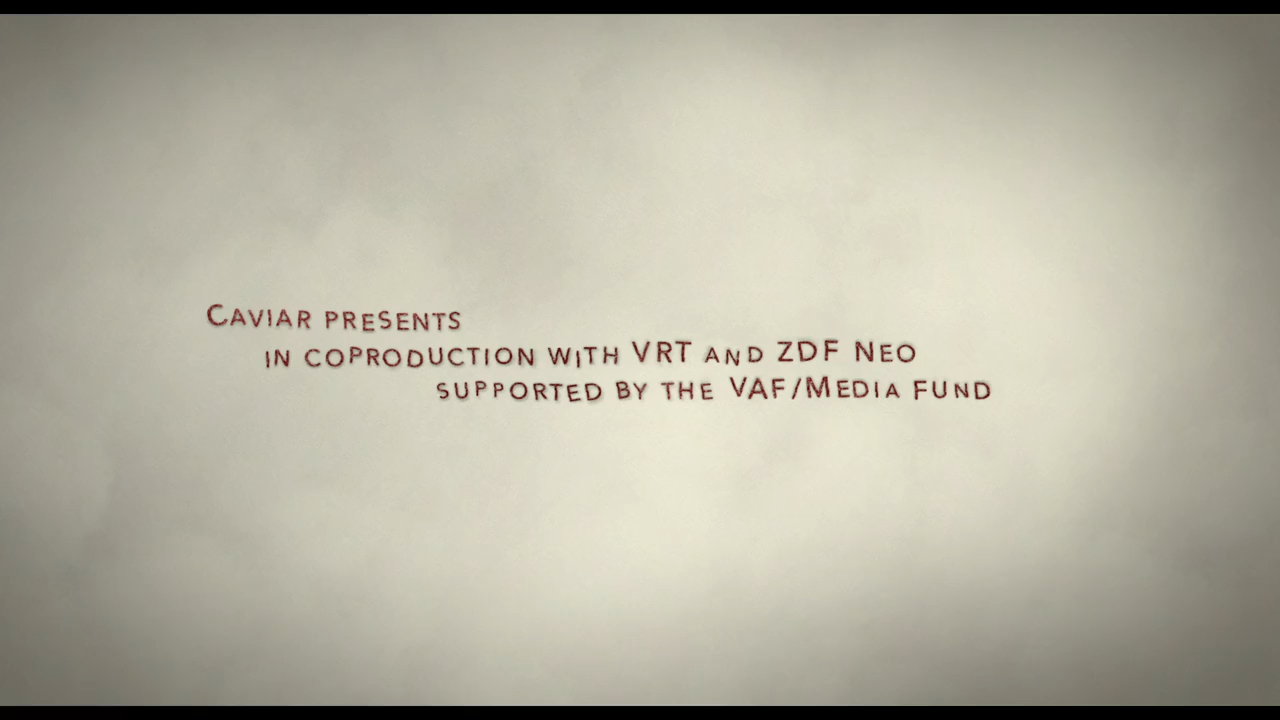 Caviar presents
in coproduction with VRT and ZDF Neo
supported by the VAF/Media Fund